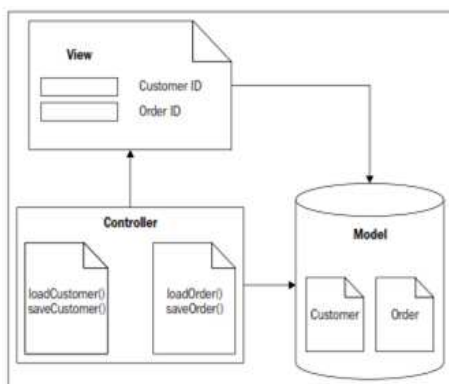 View
Customer ID
Order ID
Controller
loadCustomer()
saveCustomer()
loadOrder()
saveOrder()
Model
Customer
Order